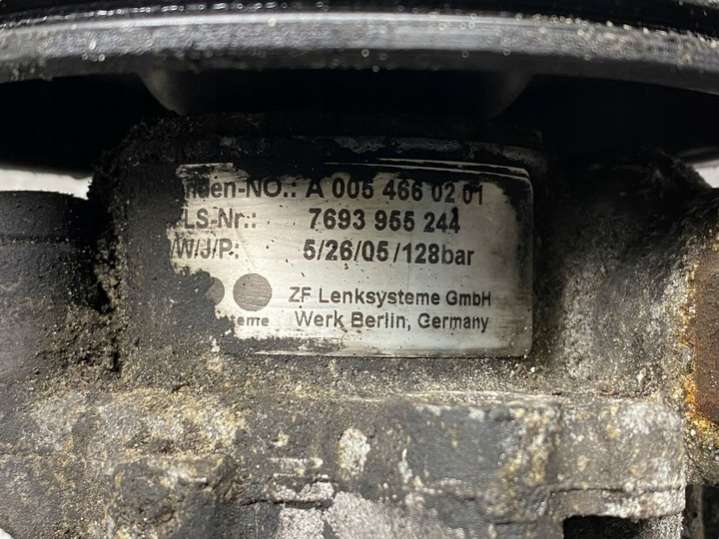 nden-NO.: A 005 466 02 01
LS-Nr.: 7693 955 244
W/J/P.: 5/26/05/128bar
ZF Lenksysteme GmbH
Werk Berlin, Germany